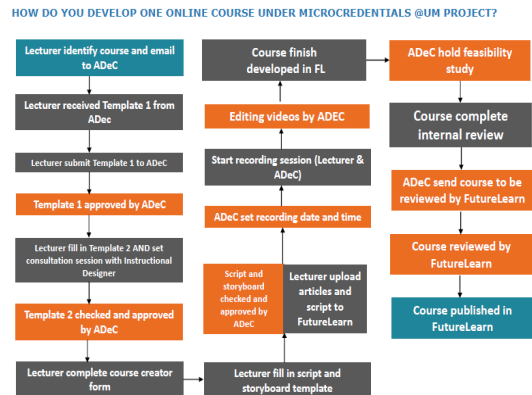 HOW DO YOU DEVELOP ONE ONLINE COURSE UNDER MICROCREDENTIALS @UM PROJECT?
Lecturer identify course and email
to ADeC
Lecturer received Template 1 from
ADec
Lecturer submit Template 1 to ADeC
Template 1 approved by ADeC
Lecturer fill in Template 2 AND set
consultation session with Instructional
Designer
Template 2 checked and approved
by ADeC
Lecturer complete course creator
form
Lecturer fill in script and
storyboard template
Script and
storyboard
checked and
approved by
ADeC
Lecturer upload
articles and
script to
FutureLearn
ADeC set recording date and time
Start recording session (Lecturer &
ADeC)
Editing videos by ADEC
Course finish
developed in FL
ADeC hold feasibility
study
Course complete
internal review
ADeC send course to be
reviewed by FutureLearn
Course reviewed by
FutureLearn
Course published in
FutureLearn